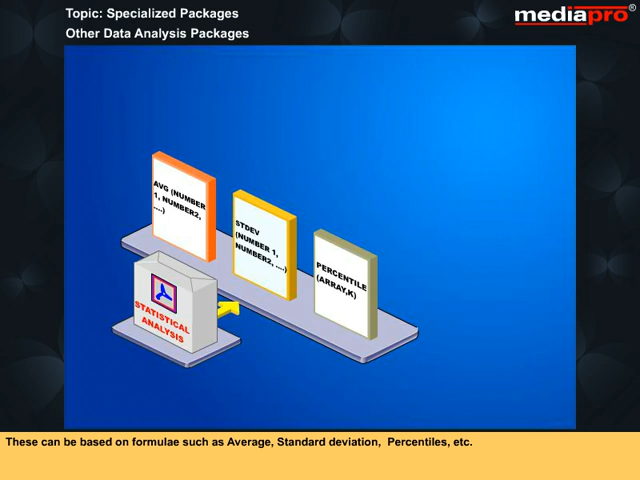 Topic: Specialized Packages
Other Data Analysis Packages
mediapro®
AVG (NUMBER
1, NUMBER2,
....)
STDEV
(NUMBER 1,
NUMBER2, ....)
PERCENTILE
(ARRAY,K)
STATISTICAL
ANALYSIS
These can be based on formulae such as Average, Standard deviation,  Percentiles, etc.